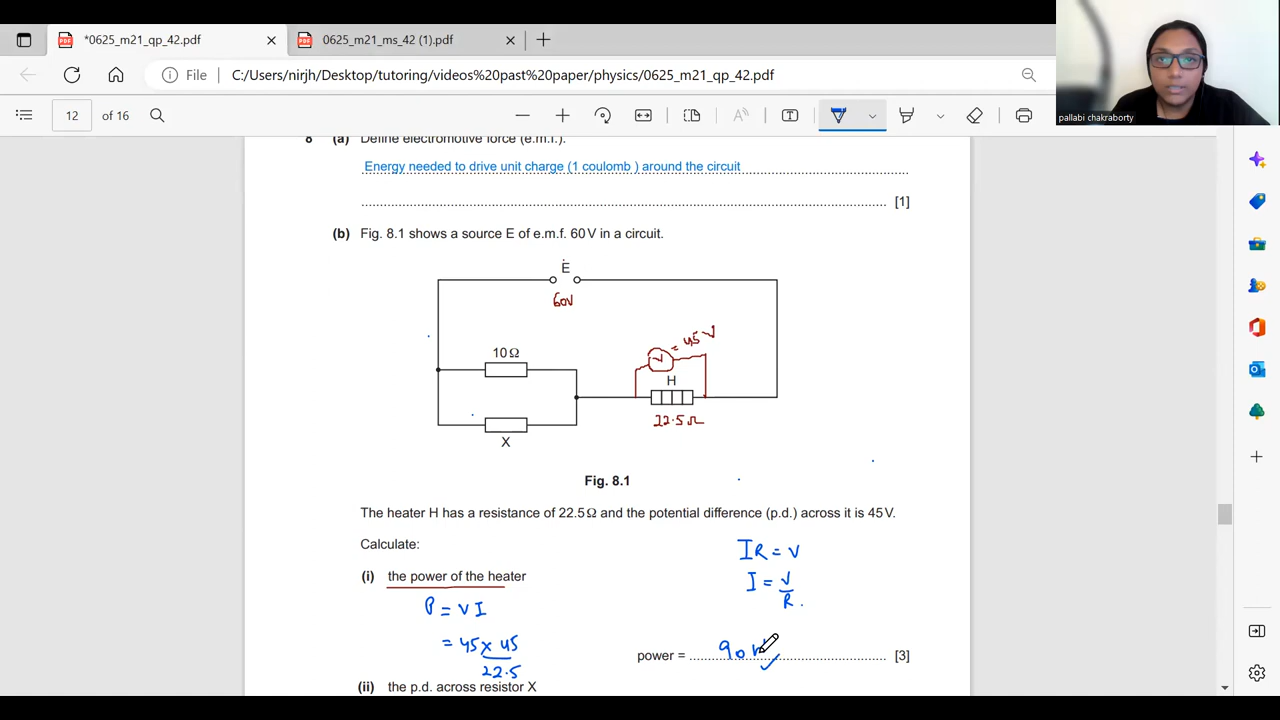 *0625_m21_qp_42.pdf
0625_m21_ms_42 (1).pdf
File
C:/Users/nirjh/Desktop/tutoring/videos%20past%20paper/physics/0625_m21_qp_42.pdf
12 of 16
pallabi chakraborty
8 (a) Define electromotive force (e.m.f.).
Energy needed to drive unit charge (1 coulomb ) around the circuit
[1]
(b) Fig. 8.1 shows a source E of e.m.f. 60 V in a circuit.
E
60V
= 45 V
10 Ω
V
H
22.5 Ω
X
Fig. 8.1
The heater H has a resistance of 22.5 Ω and the potential difference (p.d.) across it is 45 V.
Calculate:
IR = V
(i) the power of the heater
I = V
R.
P = VI
= 45 x 45
22.5
power = 90 W [3]
(ii) the p.d. across resistor X